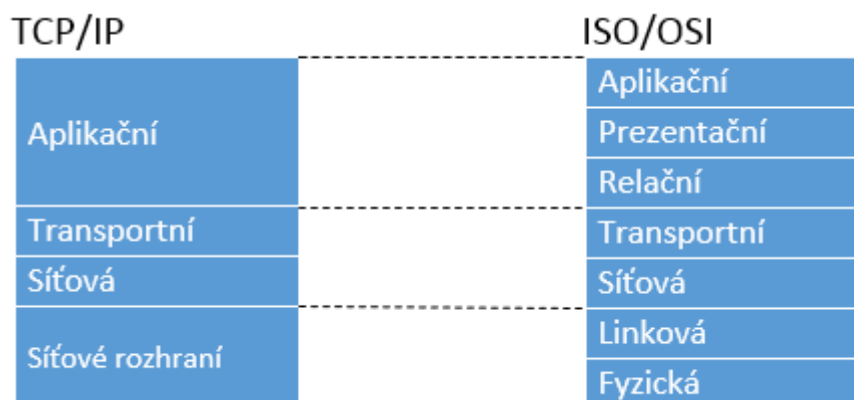 TCP/IP
Aplikační
Transportní
Síťová
Síťové rozhraní
ISO/OSI
Aplikační
Prezentační
Relační
Transportní
Síťová
Linková
Fyzická